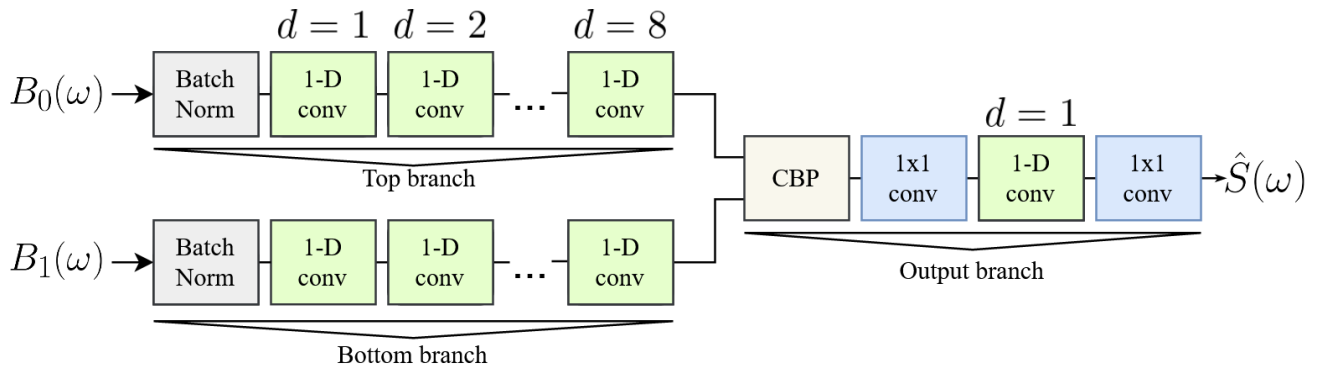 d = 1 d = 2 d = 8
B₀(ω) Batch Norm 1-D conv 1-D conv ... 1-D conv
Top branch
d = 1
CBP 1x1 conv 1-D conv 1x1 conv Ŝ(ω)
Output branch
B₁(ω) Batch Norm 1-D conv 1-D conv ... 1-D conv
Bottom branch